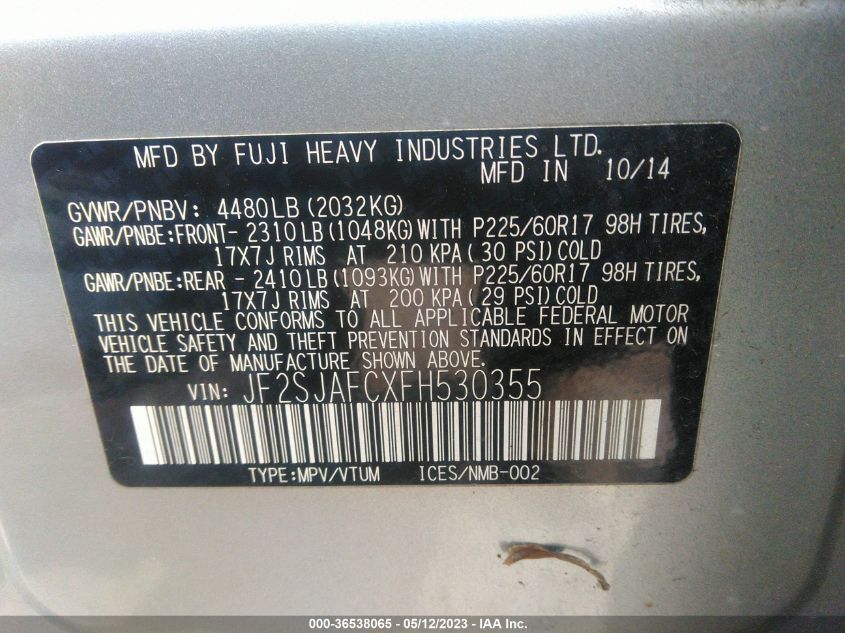 MFD BY FUJI HEAVY INDUSTRIES LTD.
MFD IN 10/14
GVWR/PNBV: 4480LB(2032KG)
GAWR/PNBE:FRONT- 2310LB(1048KG)WITH P225/60R17 98H TIRES,
17X7J RIMS AT 210 KPA(30 PSI)COLD
GAWR/PNBE:REAR - 2410LB(1093KG)WITH P225/60R17 98H TIRES,
17X7J RIMS AT 200 KPA(29 PSI)COLD
THIS VEHICLE CONFORMS TO ALL APPLICABLE FEDERAL MOTOR
VEHICLE SAFETY AND THEFT PREVENTION STANDARDS IN EFFECT ON
THE DATE OF MANUFACTURE SHOWN ABOVE.
VIN: JF2SJAFCXFH530355
TYPE:MPV/VTUM ICES/NMB-002
000-36538065 - 05/12/2023 - IAA Inc.